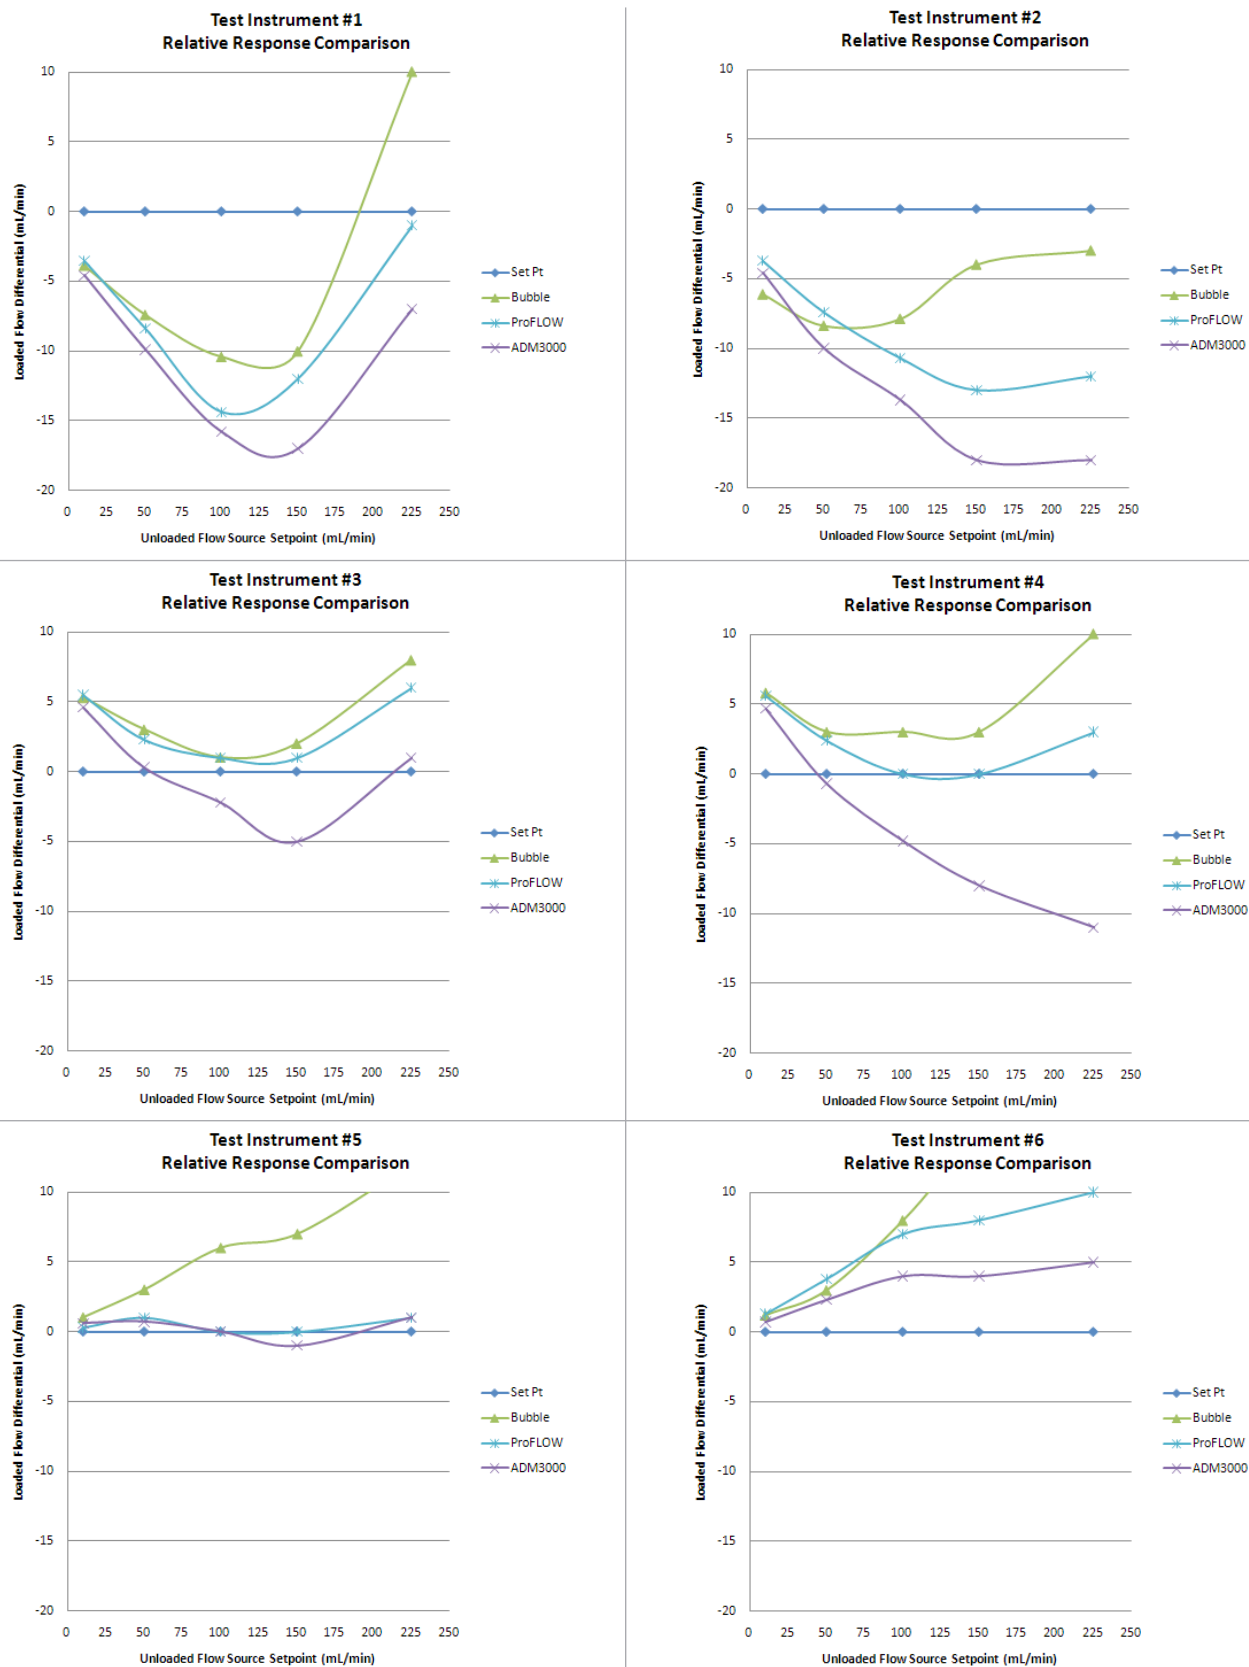 Test Instrument #1
Relative Response Comparison
10
5
0
-5
-10
-15
-20
0 25 50 75 100 125 150 175 200 225 250
Loaded Flow Differential (mL/min)
Unloaded Flow Source Setpoint (mL/min)
Set Pt
Bubble
ProFLOW
ADM3000
Test Instrument #2
Relative Response Comparison
10
5
0
-5
-10
-15
-20
0 25 50 75 100 125 150 175 200 225 250
Loaded Flow Differential (mL/min)
Unloaded Flow Source Setpoint (mL/min)
Set Pt
Bubble
ProFLOW
ADM3000
Test Instrument #3
Relative Response Comparison
10
5
0
-5
-10
-15
-20
0 25 50 75 100 125 150 175 200 225 250
Loaded Flow Differential (mL/min)
Unloaded Flow Source Setpoint (mL/min)
Set Pt
Bubble
ProFLOW
ADM3000
Test Instrument #4
Relative Response Comparison
10
5
0
-5
-10
-15
-20
0 25 50 75 100 125 150 175 200 225 250
Loaded Flow Differential (mL/min)
Unloaded Flow Source Setpoint (mL/min)
Set Pt
Bubble
ProFLOW
ADM3000
Test Instrument #5
Relative Response Comparison
10
5
0
-5
-10
-15
-20
0 25 50 75 100 125 150 175 200 225 250
Loaded Flow Differential (mL/min)
Unloaded Flow Source Setpoint (mL/min)
Set Pt
Bubble
ProFLOW
ADM3000
Test Instrument #6
Relative Response Comparison
10
5
0
-5
-10
-15
-20
0 25 50 75 100 125 150 175 200 225 250
Loaded Flow Differential (mL/min)
Unloaded Flow Source Setpoint (mL/min)
Set Pt
Bubble
ProFLOW
ADM3000